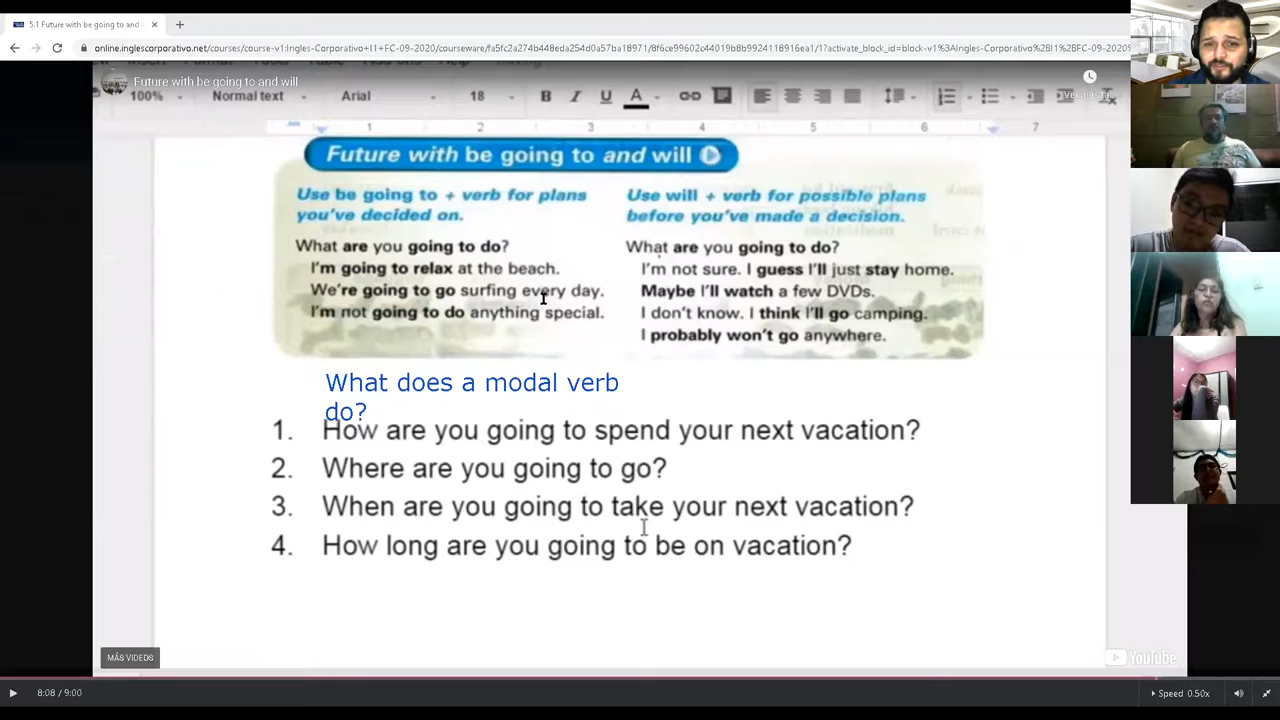 5.1 Future with be going to and
online.inglescorporativo.net/courses/course-v1:Ingles-Corporativo+I1+FC-09-2020/courseware/fa5fc2a274b448eda254d0a57ba18971/8f6ce99602c44019b8b9924118916ea1/1?activate_block_id=block-v1%3AIngles-Corporativo%2BI1%2BFC-09-2020%
Future with be going to and will
100% Normal text Arial 18 B I U A
1 2 3 4 5 6 7
Future with be going to and will
Use be going to + verb for plans
you've decided on.
What are you going to do?
I'm going to relax at the beach.
We're going to go surfing every day.
I'm not going to do anything special.
Use will + verb for possible plans
before you've made a decision.
What are you going to do?
I'm not sure. I guess I'll just stay home.
Maybe I'll watch a few DVDs.
I don't know. I think I'll go camping.
I probably won't go anywhere.
What does a modal verb
do?
1. How are you going to spend your next vacation?
2. Where are you going to go?
3. When are you going to take your next vacation?
4. How long are you going to be on vacation?
MÁS VIDEOS
YouTube
8:08 / 9:00
Speed 0.50x